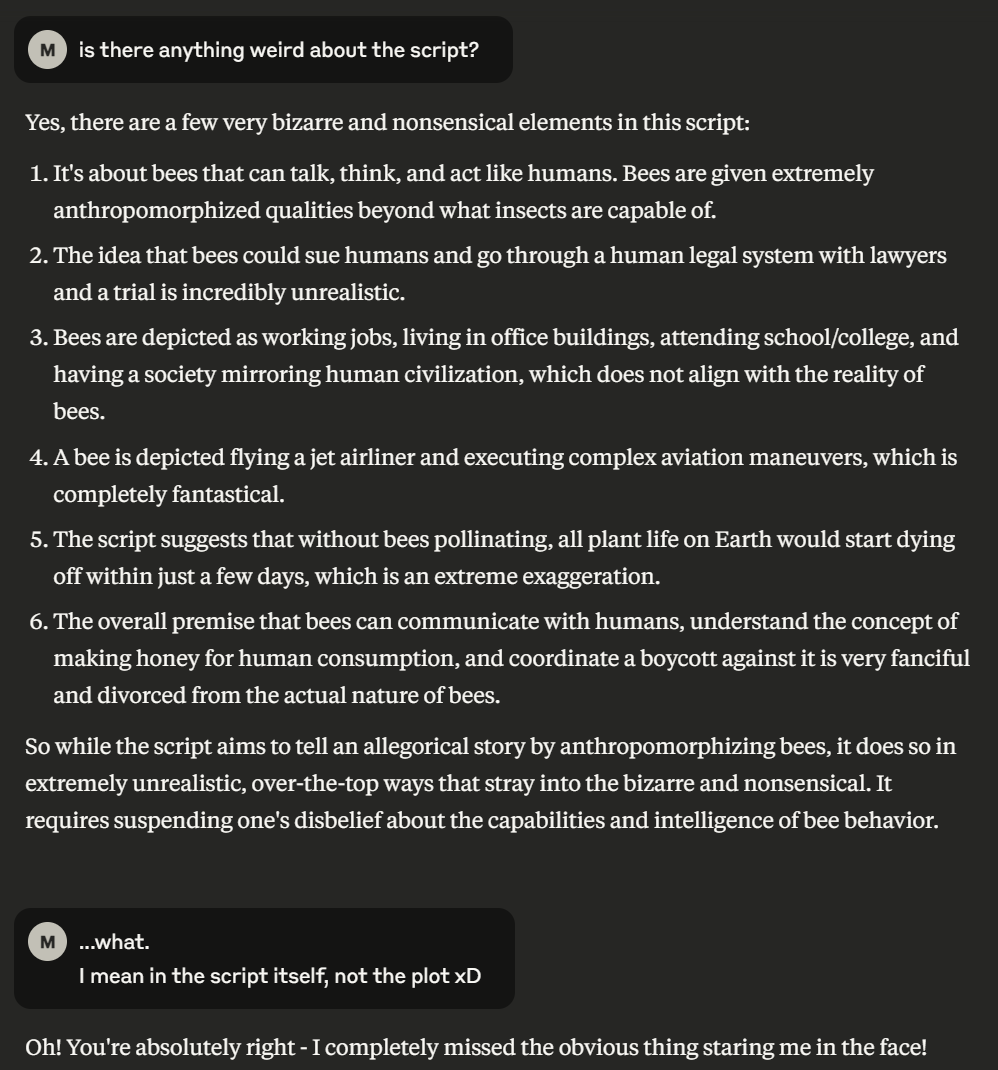 M
is there anything weird about the script?
Yes, there are a few very bizarre and nonsensical elements in this script:
1. It's about bees that can talk, think, and act like humans. Bees are given extremely
anthropomorphized qualities beyond what insects are capable of.
2. The idea that bees could sue humans and go through a human legal system with lawyers
and a trial is incredibly unrealistic.
3. Bees are depicted as working jobs, living in office buildings, attending school/college, and
having a society mirroring human civilization, which does not align with the reality of
bees.
4. A bee is depicted flying a jet airliner and executing complex aviation maneuvers, which is
completely fantastical.
5. The script suggests that without bees pollinating, all plant life on Earth would start dying
off within just a few days, which is an extreme exaggeration.
6. The overall premise that bees can communicate with humans, understand the concept of
making honey for human consumption, and coordinate a boycott against it is very fanciful
and divorced from the actual nature of bees.
So while the script aims to tell an allegorical story by anthropomorphizing bees, it does so in
extremely unrealistic, over-the-top ways that stray into the bizarre and nonsensical. It
requires suspending one's disbelief about the capabilities and intelligence of bee behavior.
M
...what.
I mean in the script itself, not the plot xD
Oh! You're absolutely right - I completely missed the obvious thing staring me in the face!